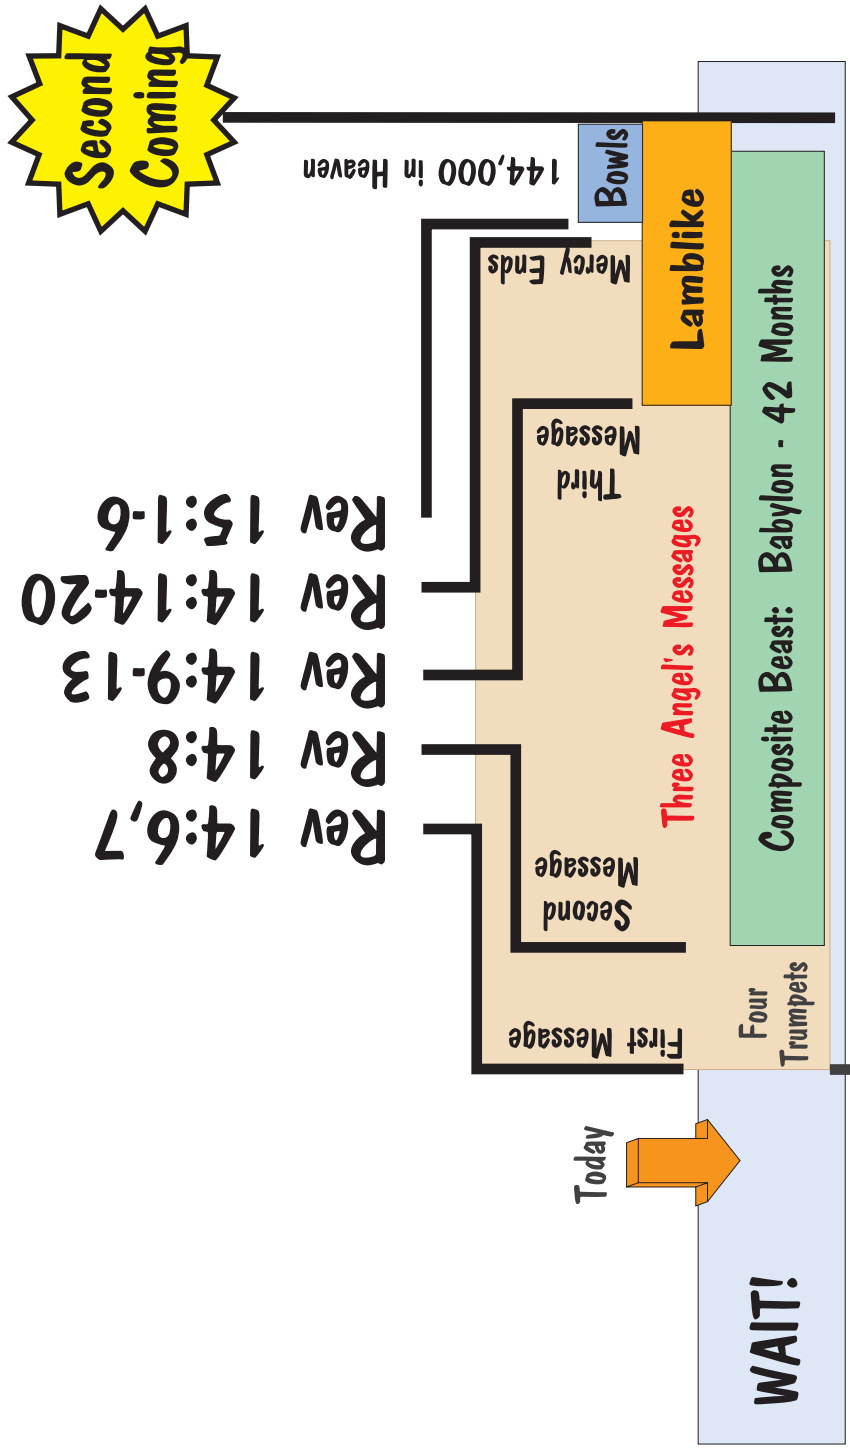 Second
Coming
144,000 in Heaven
Bowls
Mercy Ends
Lamblike
Third
Message
Rev 15:1-6
Rev 14:14-20
Rev 14:9-13
Rev 14:8
Rev 14:6,7
Three Angel's Messages
Composite Beast: Babylon - 42 Months
Second
Message
First Message
Four
Trumpets
Today
WAIT!